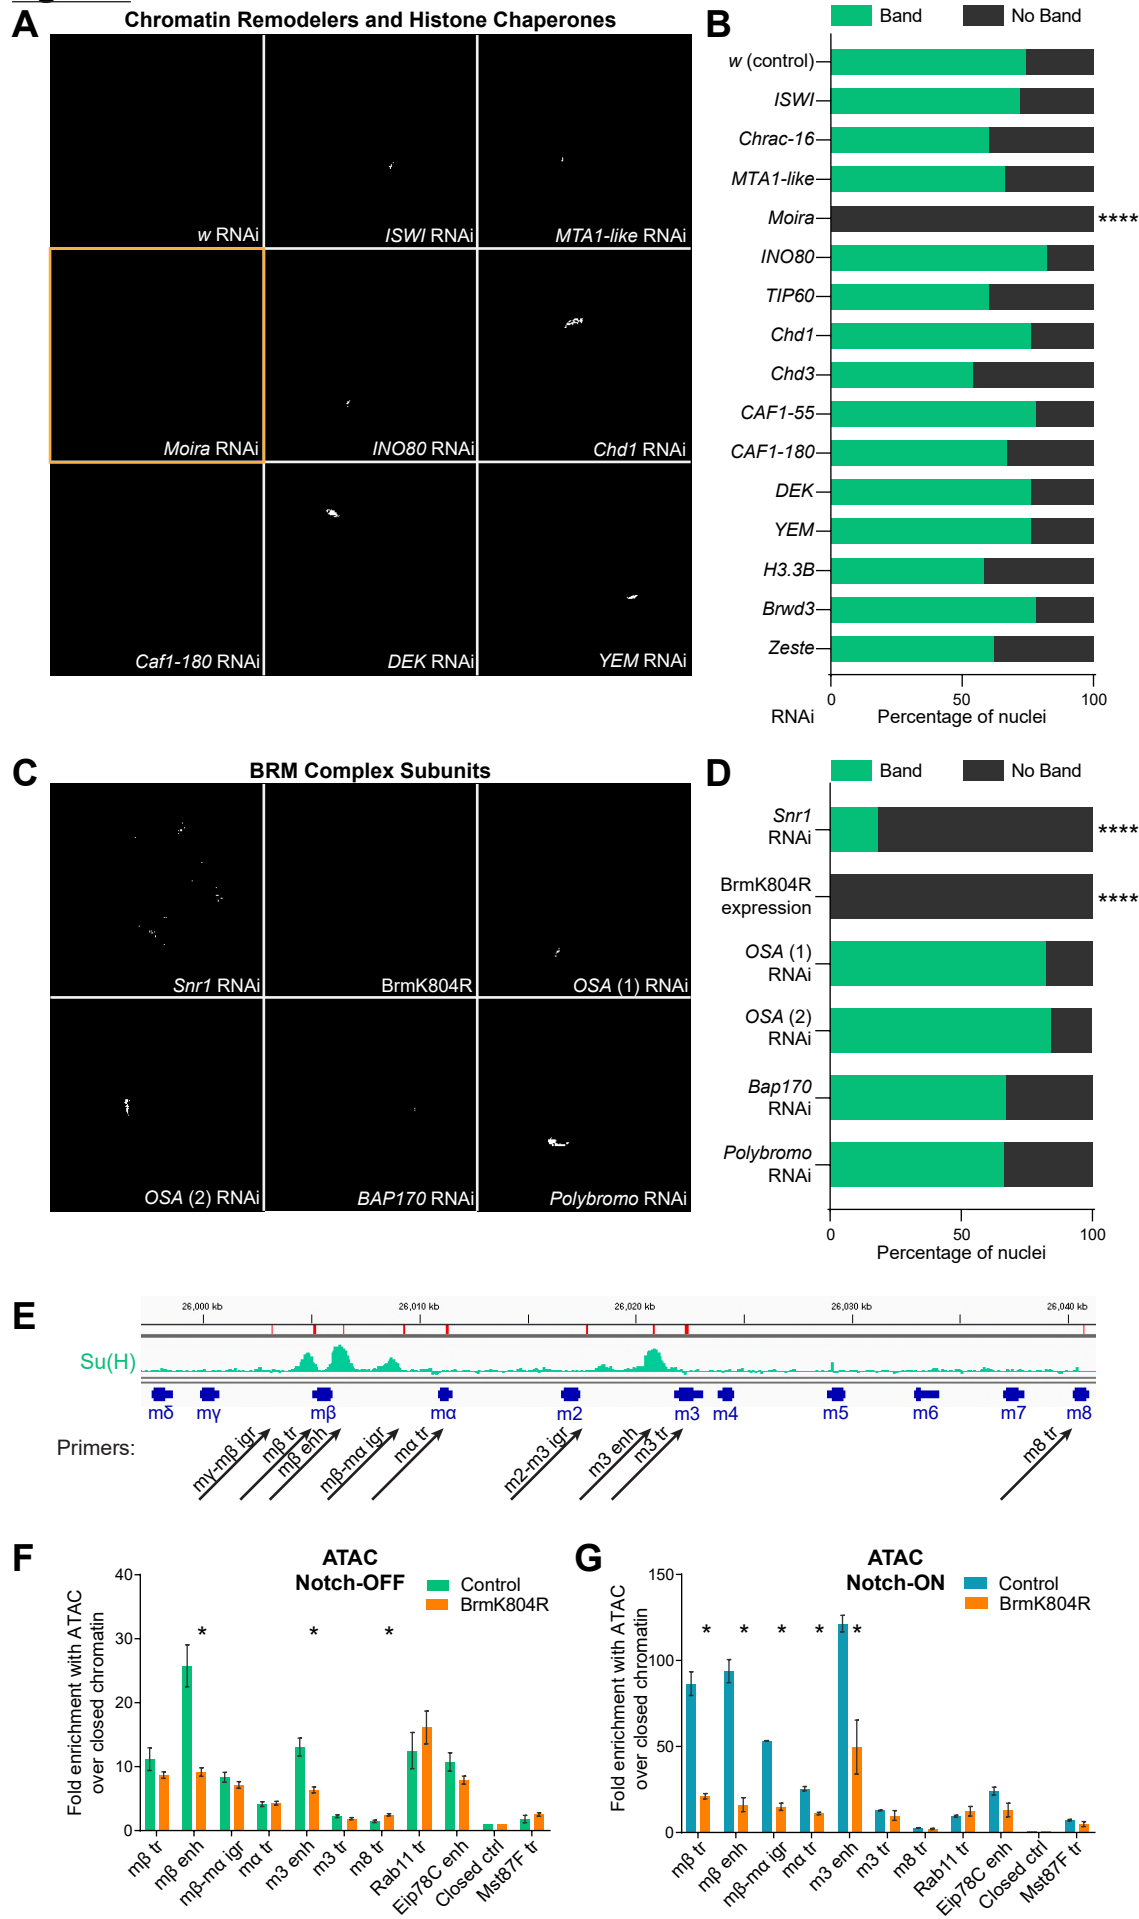 A
Chromatin Remodelers and Histone Chaperones
w RNAi
ISWI RNAi
MTA1-like RNAi
Moira RNAi
INO80 RNAi
Chd1 RNAi
Caf1-180 RNAi
DEK RNAi
YEM RNAi
B
Band
No Band
w (control)
ISWI
Chrac-16
MTA1-like
Moira
****
INO80
TIP60
Chd1
Chd3
CAF1-55
CAF1-180
DEK
YEM
H3.3B
Brwd3
Zeste
0
50
100
RNAi
Percentage of nuclei
C
BRM Complex Subunits
Snr1 RNAi
BrmK804R
OSA (1) RNAi
OSA (2) RNAi
BAP170 RNAi
Polybromo RNAi
D
Band
No Band
Snr1
RNAi
****
BrmK804R
expression
****
OSA (1)
RNAi
OSA (2)
RNAi
Bap170
RNAi
Polybromo
RNAi
0
50
100
Percentage of nuclei
E
26,000 kb
26,010 kb
26,020 kb
26,030 kb
26,040 kb
Su(H)
mδ
mγ
mβ
mα
m2
m3
m4
m5
m6
m7
m8
Primers:
mγ-mβ igr
mβ tr
mβ enh
mβ-mα igr
mα tr
m2-m3 igr
m3 enh
m3 tr
m8 tr
F
ATAC
Notch-OFF
Control
BrmK804R
Fold enrichment with ATAC
over closed chromatin
40
30
20
10
0
*
*
*
mβ tr
mβ enh
mβ-mα igr
mα tr
m3 enh
m3 tr
m8 tr
Rab11 tr
Eip78C enh
Closed ctrl
Mst87F tr
G
ATAC
Notch-ON
Control
BrmK804R
Fold enrichment with ATAC
over closed chromatin
150
100
50
0
*
*
*
*
*
mβ tr
mβ enh
mβ-mα igr
mα tr
m3 enh
m3 tr
m8 tr
Rab11 tr
Eip78C enh
Closed ctrl
Mst87F tr